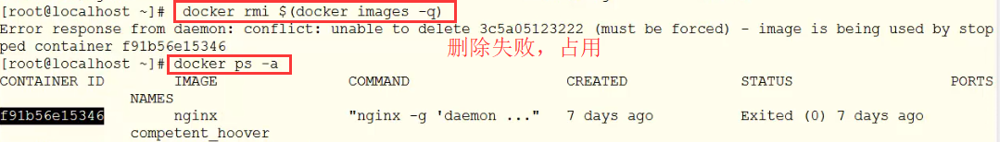 [root@localhost ~]# docker rmi $(docker images -q)
Error response from daemon: conflict: unable to delete 3c5a05123222 (must be forced) - image is being used by stop
ped container f91b56e15346
删除失败，占用
[root@localhost ~]# docker ps -a
CONTAINER ID IMAGE COMMAND CREATED STATUS PORTS
NAMES
f91b56e15346 nginx "nginx -g 'daemon ..." 7 days ago Exited (0) 7 days ago
competent_hoover